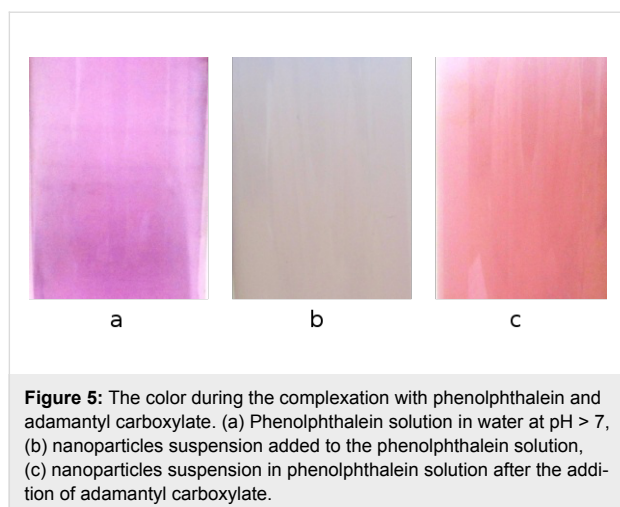 a b c
Figure 5: The color during the complexation with phenolphthalein and
adamantyl carboxylate. (a) Phenolphthalein solution in water at pH > 7,
(b) nanoparticles suspension added to the phenolphthalein solution,
(c) nanoparticles suspension in phenolphthalein solution after the addi-
tion of adamantyl carboxylate.